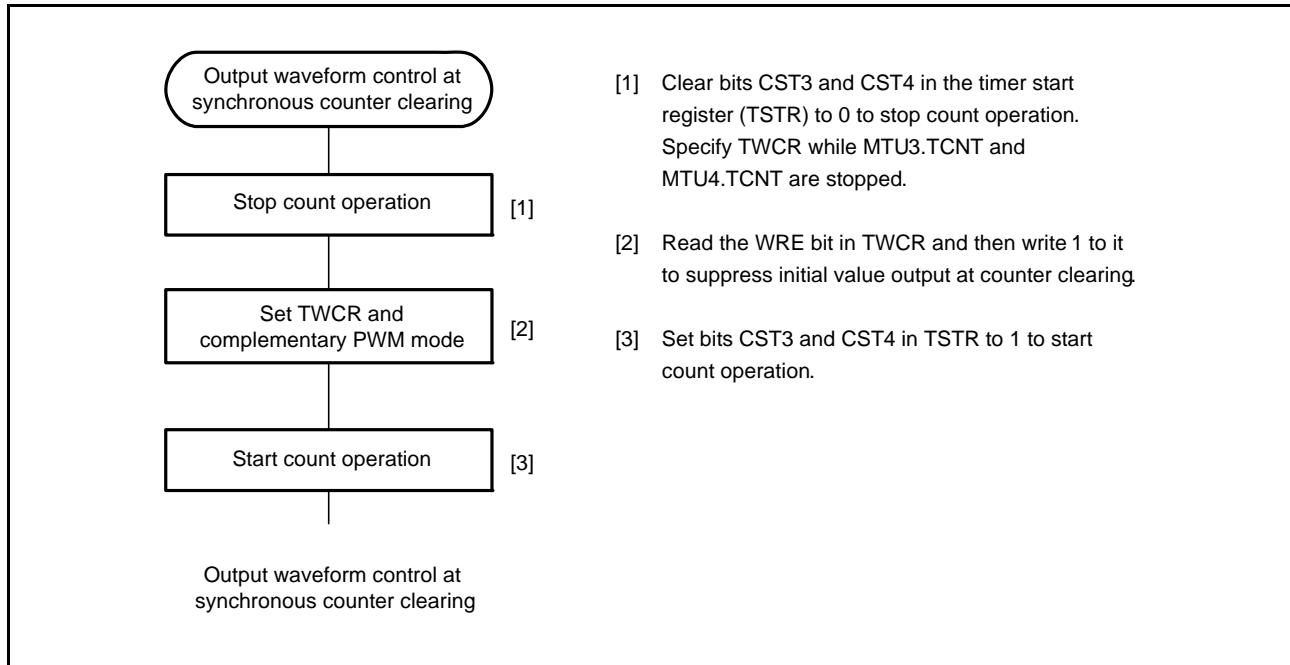 Output waveform control at
synchronous counter clearing
Stop count operation
[1]
Set TWCR and
complementary PWM mode
[2]
Start count operation
[3]
Output waveform control at
synchronous counter clearing
[1] Clear bits CST3 and CST4 in the timer start
register (TSTR) to 0 to stop count operation.
Specify TWCR while MTU3.TCNT and
MTU4.TCNT are stopped.
[2] Read the WRE bit in TWCR and then write 1 to it
to suppress initial value output at counter clearing.
[3] Set bits CST3 and CST4 in TSTR to 1 to start
count operation.